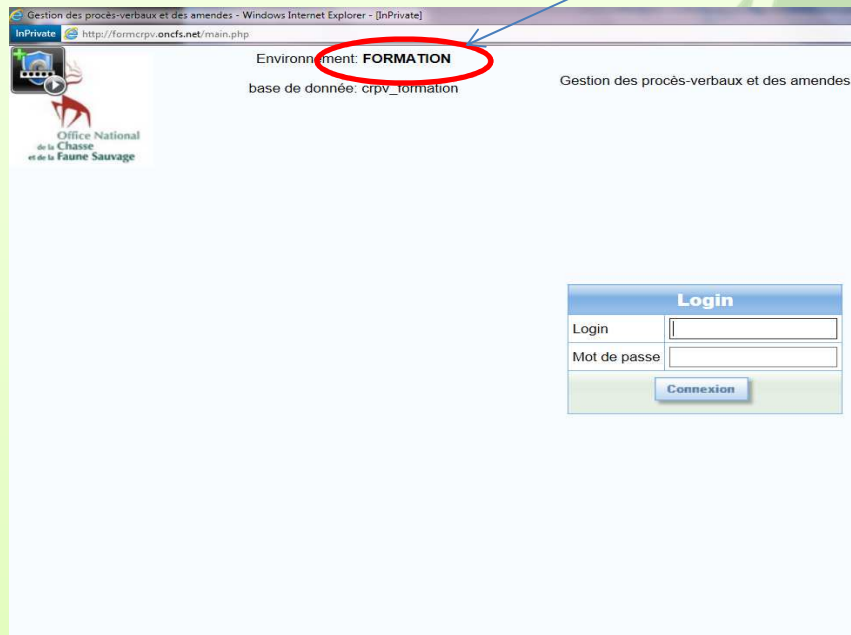 Gestion des procès-verbaux et des amendes - Windows Internet Explorer - [InPrivate]
InPrivate http://formcrpv.oncfs.net/main.php
Environnement: FORMATION
base de donnée: crpv_formation
Gestion des procès-verbaux et des amendes
Office National
de la Chasse
et de la Faune Sauvage
Login
Login
Mot de passe
Connexion